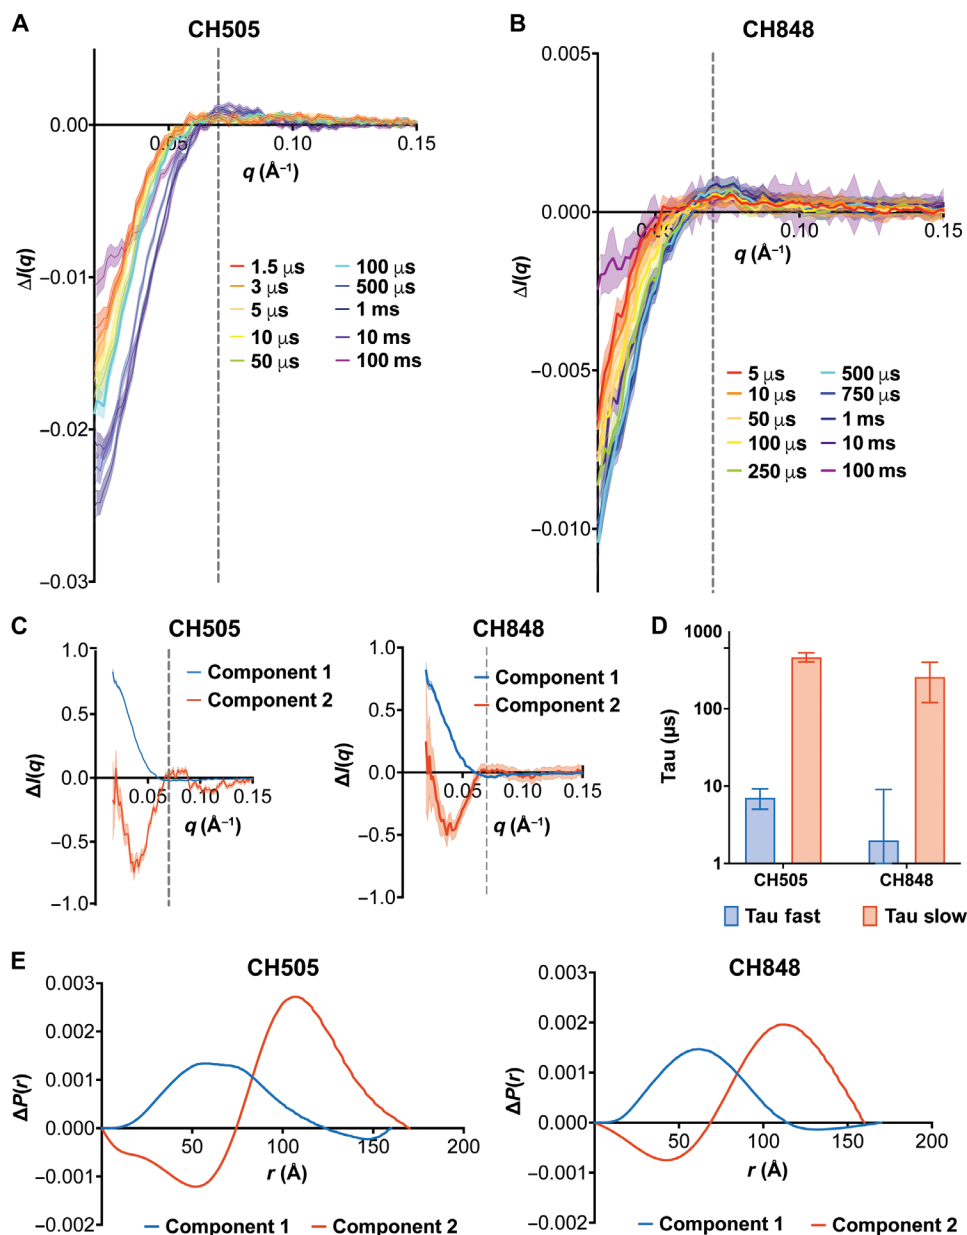 A
CH505
0.00
−0.01
−0.02
−0.03
ΔI(q)
0.05
0.10
0.15
q (Å⁻¹)
1.5 µs
3 µs
5 µs
10 µs
50 µs
100 µs
500 µs
1 ms
10 ms
100 ms
B
CH848
0.005
0.000
−0.005
−0.010
ΔI(q)
0.05
0.10
0.15
q (Å⁻¹)
5 µs
10 µs
50 µs
100 µs
250 µs
500 µs
750 µs
1 ms
10 ms
100 ms
C
CH505
1.0
0.5
0.0
−0.5
−1.0
ΔI(q)
Component 1
Component 2
0.05
0.10
0.15
q (Å⁻¹)
CH848
1.0
0.5
0.0
−0.5
−1.0
ΔI(q)
Component 1
Component 2
0.05
0.10
0.15
q (Å⁻¹)
D
1000
100
10
1
Tau (µs)
CH505
CH848
Tau fast
Tau slow
E
CH505
0.003
0.002
0.001
0.000
−0.001
−0.002
ΔP(r)
50
100
150
200
r (Å)
Component 1
Component 2
CH848
0.003
0.002
0.001
0.000
−0.001
−0.002
ΔP(r)
50
100
150
200
r (Å)
Component 1
Component 2